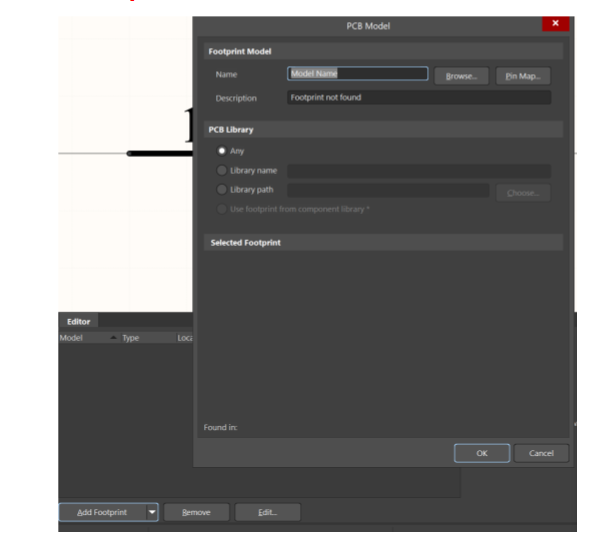 PCB Model
Footprint Model
Name Model Name Browse... Pin Map...
Description Footprint not found
PCB Library
Any
Library name
Library path Choose...
Use footprint from component library *
Selected Footprint
Editor
Model Type Loca
Found in:
OK Cancel
Add Footprint Remove Edit...